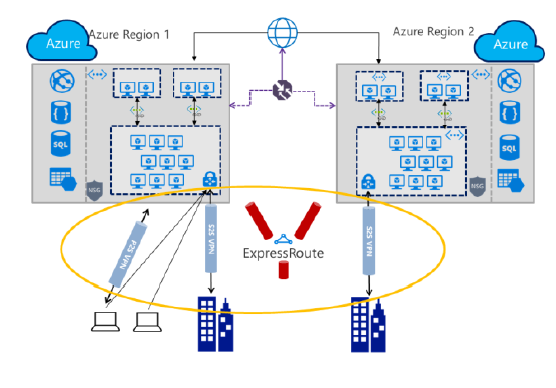 Azure
Azure Region 1
Azure Region 2
Azure
SQL
SQL
NSG
NSG
P2S VPN
S2S VPN
S2S VPN
ExpressRoute